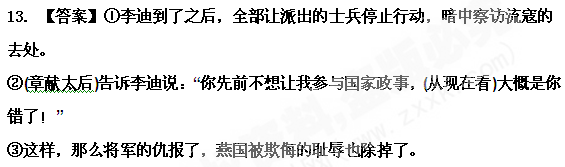 13. 【答案】①李迪到了之后，全部让派出的士兵停止行动，暗中察访流寇的
去处。
②(章献太后)告诉李迪说：“你先前不想让我参与国家政事，(从现在看)大慨是你
错了！”
③这样，那么将军的仇报了，燕国被欺侮的耻辱也除掉了。